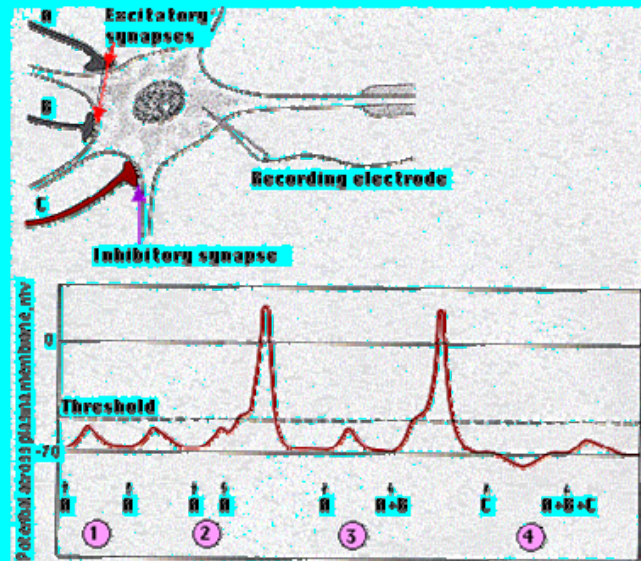 A
Excitatory
synapses
B
Recording electrode
C
Inhibitory synapse
Potential across plasma membrane, mv
0
Threshold
-70
A A A A A A+B C A+B+C
1 2 3 4